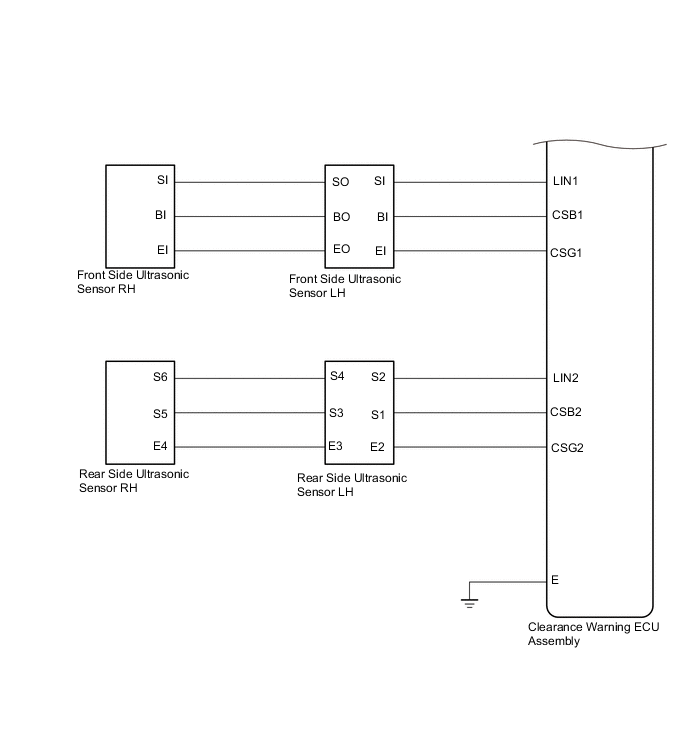 SI SO SI LIN1
BI BO BI CSB1
EI EO EI CSG1
Front Side Ultrasonic
Sensor RH
Front Side Ultrasonic
Sensor LH
S6 S4 S2 LIN2
S5 S3 S1 CSB2
E4 E3 E2 CSG2
Rear Side Ultrasonic
Sensor RH
Rear Side Ultrasonic
Sensor LH
E
Clearance Warning ECU
Assembly